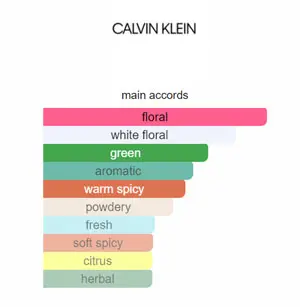 CALVIN KLEIN
main accords
floral
white floral
green
aromatic
warm spicy
powdery
fresh
soft spicy
citrus
herbal